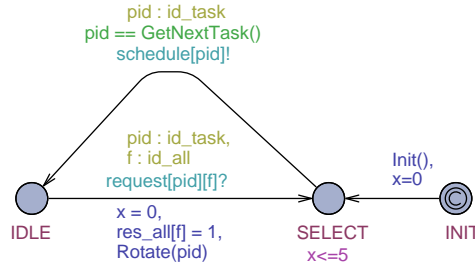 pid : id_task
pid == GetNextTask()
schedule[pid]!
pid : id_task,
f : id_all
request[pid][f]?
Init(),
x=0
C
x = 0,
res_all[f] = 1,
Rotate(pid)
IDLE
SELECT
INIT
x<=5